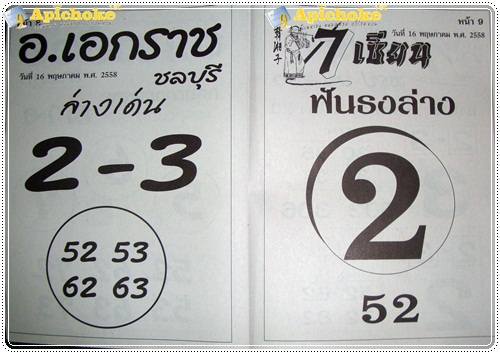 Apichoke
อ.เอกราช
วันที่ 16 พฤษภาคม พ.ศ. 2558
ชลบุรี
ล่างเด่น
2-3
52 53
62 63
Apichoke
หน้า 9
วันที่ 16 พฤษภาคม พ.ศ. 2558
เซียน
ฟันธงล่าง
2
52